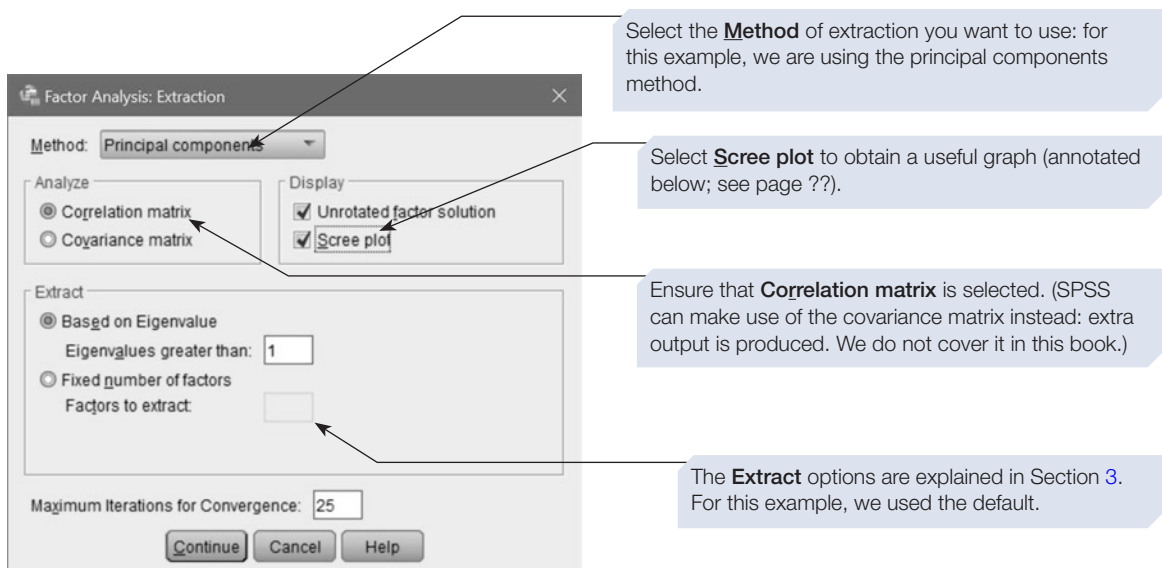 Select the Method of extraction you want to use: for
this example, we are using the principal components
method.
Factor Analysis: Extraction
Method: Principal components
Select Scree plot to obtain a useful graph (annotated
below; see page ??).
Analyze
Correlation matrix
Covariance matrix
Display
Unrotated factor solution
Scree plot
Ensure that Correlation matrix is selected. (SPSS
can make use of the covariance matrix instead: extra
output is produced. We do not cover it in this book.)
Extract
Based on Eigenvalue
Eigenvalues greater than: 1
Fixed number of factors
Factors to extract:
The Extract options are explained in Section 3.
For this example, we used the default.
Maximum Iterations for Convergence: 25
Continue Cancel Help